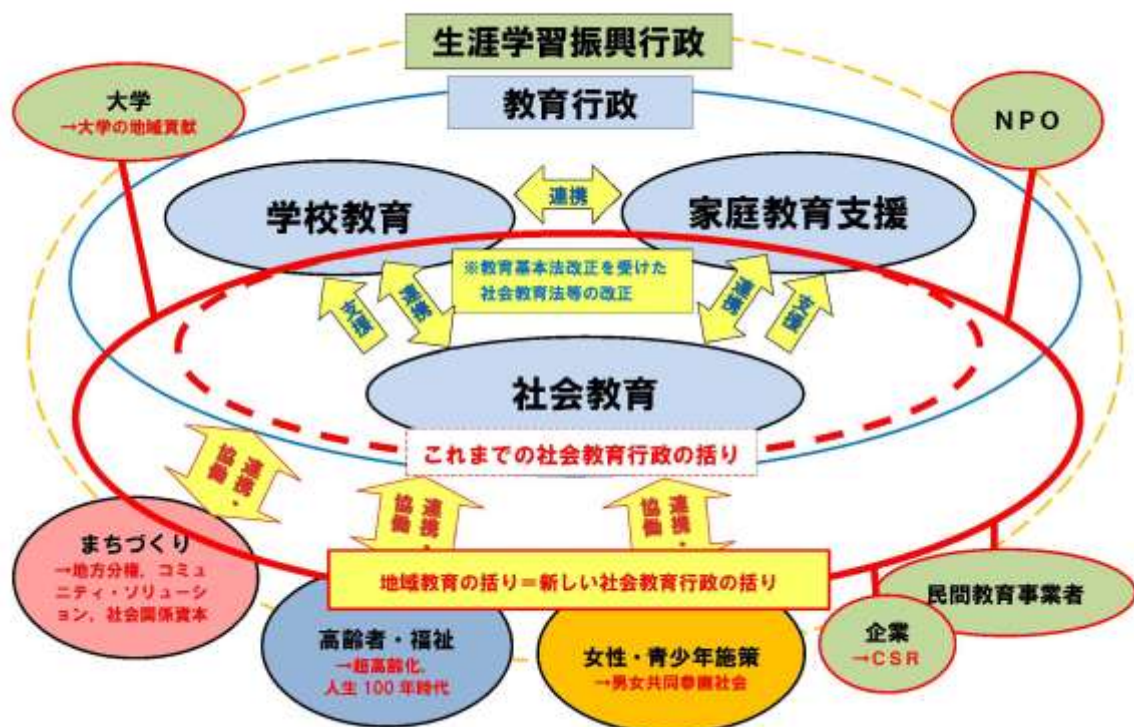 生涯学習振興行政
大学
→大学の地域貢献
教育行政
NPO
学校教育
連携
家庭教育支援
※教育基本法改正を受けた
社会教育法等の改正
支援
連携
連携
支援
社会教育
これまでの社会教育行政の括り
連携・
協働
連携・
協働
連携・
協働
まちづくり
→地方分権、コミュ
ニティ・ソリューシ
ョン、社会関係資本
地域教育の括り＝新しい社会教育行政の括り
高齢者・福祉
→超高齢化、
人生100年時代
女性・青少年施策
→男女共同参画社会
企業
→CSR
民間教育事業者